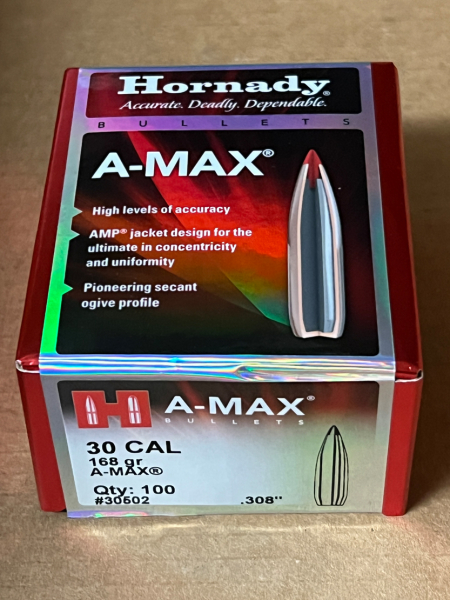 Hornady®
Accurate. Deadly. Dependable.
BULLETS
A-MAX®
High levels of accuracy
AMP® jacket design for the
ultimate in concentricity
and uniformity
Pioneering secant
ogive profile
H A-MAX®
BULLETS
30 CAL
168 gr
A-MAX®
Qty: 100
#30502 .308"